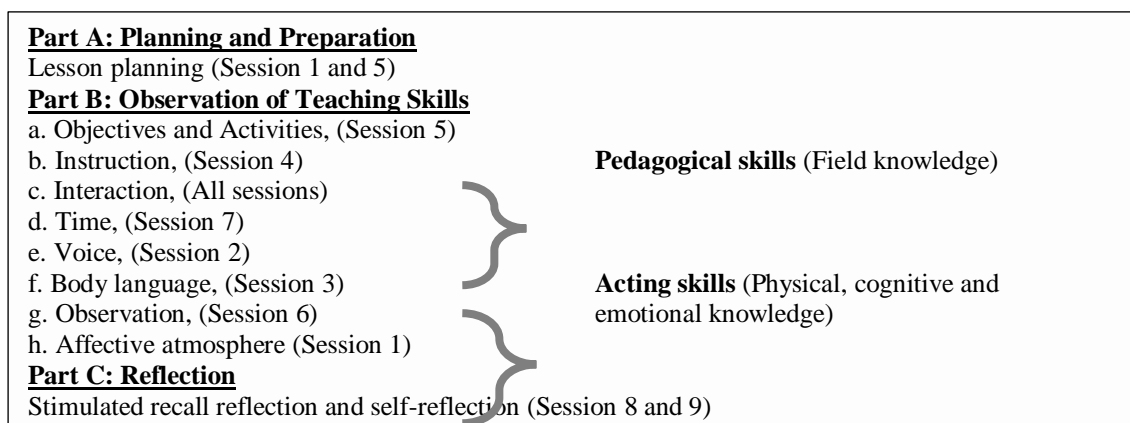 Part A: Planning and Preparation
Lesson planning (Session 1 and 5)
Part B: Observation of Teaching Skills
a. Objectives and Activities, (Session 5)
b. Instruction, (Session 4)
Pedagogical skills (Field knowledge)
c. Interaction, (All sessions)
d. Time, (Session 7)
e. Voice, (Session 2)
f. Body language, (Session 3)
Acting skills (Physical, cognitive and
g. Observation, (Session 6)
emotional knowledge)
h. Affective atmosphere (Session 1)
Part C: Reflection
Stimulated recall reflection and self-reflection (Session 8 and 9)